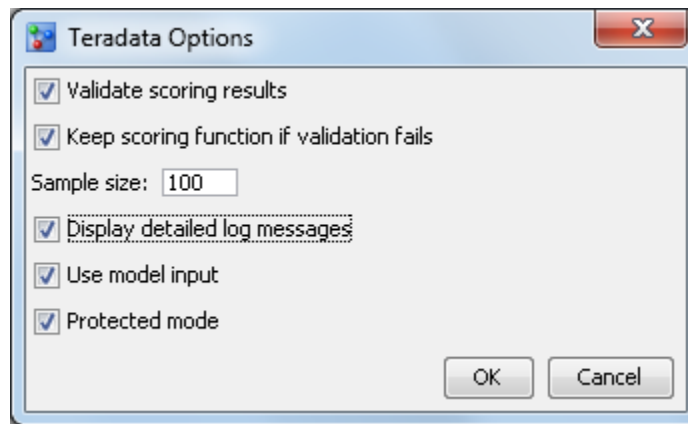 Teradata Options
Validate scoring results
Keep scoring function if validation fails
Sample size: 100
Display detailed log messages
Use model input
Protected mode
OK Cancel